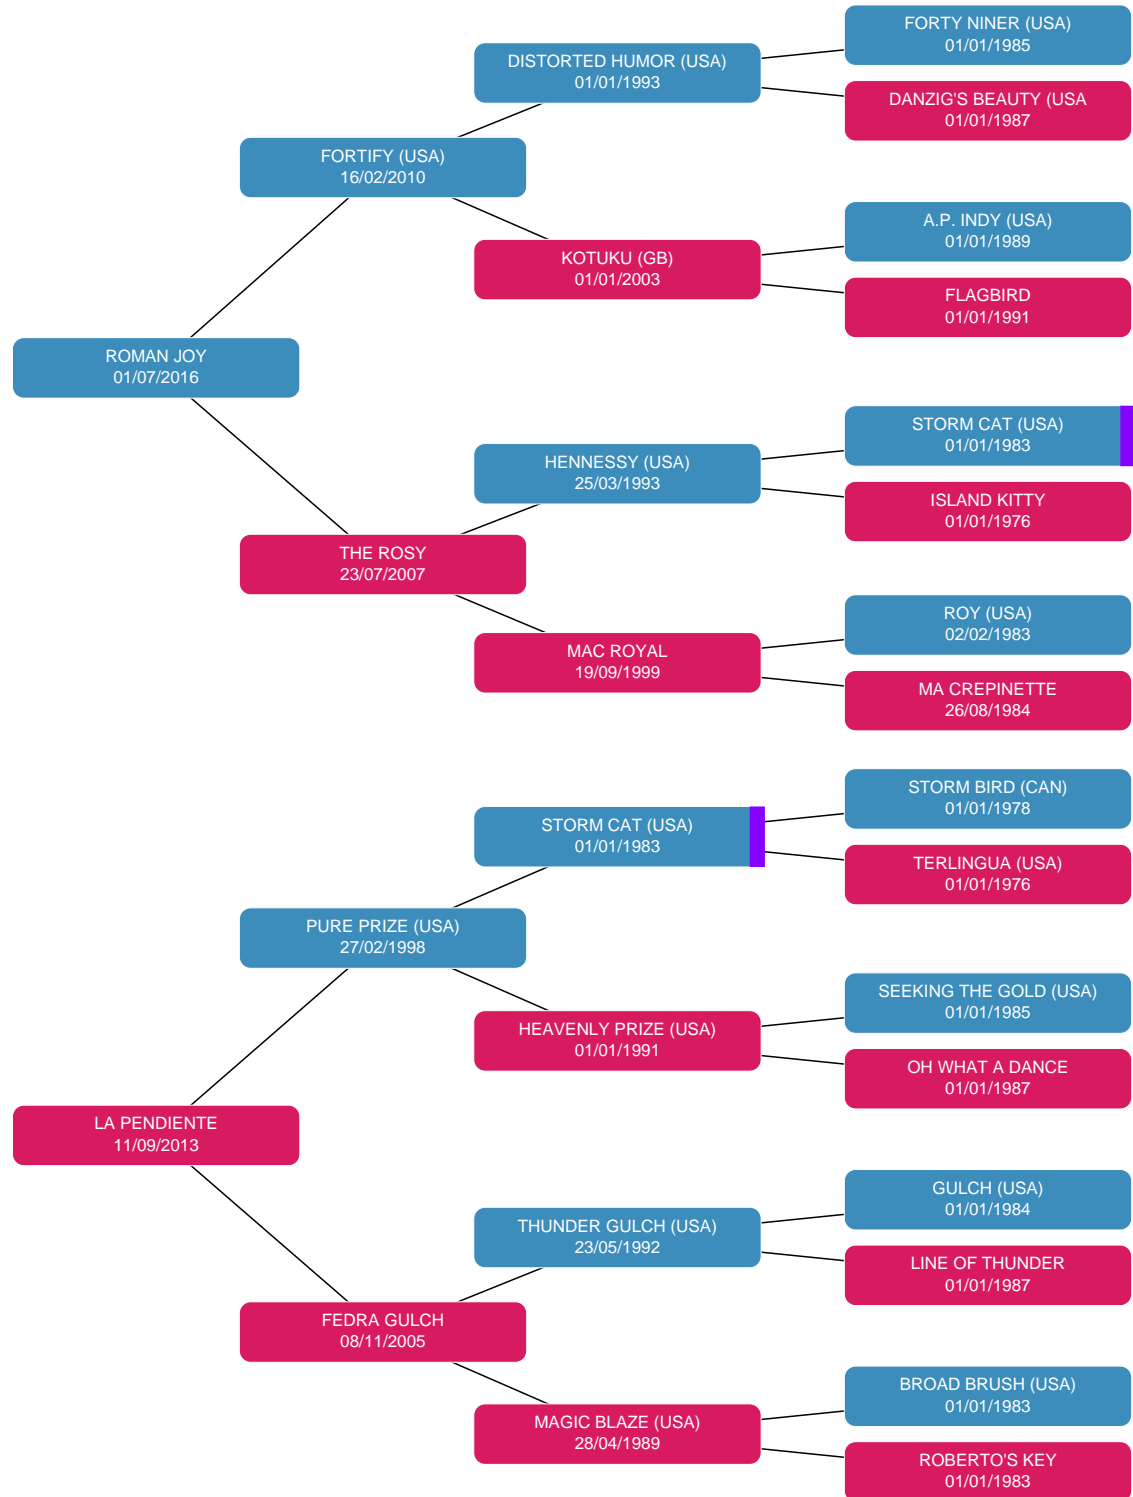 FORTY NINER (USA)
01/01/1985
DISTORTED HUMOR (USA)
01/01/1993
DANZIG'S BEAUTY (USA
01/01/1987
FORTIFY (USA)
16/02/2010
A.P. INDY (USA)
01/01/1989
KOTUKU (GB)
01/01/2003
FLAGBIRD
01/01/1991
ROMAN JOY
01/07/2016
STORM CAT (USA)
01/01/1983
HENNESSY (USA)
25/03/1993
ISLAND KITTY
01/01/1976
THE ROSY
23/07/2007
ROY (USA)
02/02/1983
MAC ROYAL
19/09/1999
MA CREPINETTE
26/08/1984
STORM BIRD (CAN)
01/01/1978
STORM CAT (USA)
01/01/1983
TERLINGUA (USA)
01/01/1976
PURE PRIZE (USA)
27/02/1998
SEEKING THE GOLD (USA)
01/01/1985
HEAVENLY PRIZE (USA)
01/01/1991
OH WHAT A DANCE
01/01/1987
LA PENDIENTE
11/09/2013
GULCH (USA)
01/01/1984
THUNDER GULCH (USA)
23/05/1992
LINE OF THUNDER
01/01/1987
FEDRA GULCH
08/11/2005
BROAD BRUSH (USA)
01/01/1983
MAGIC BLAZE (USA)
28/04/1989
ROBERTO'S KEY
01/01/1983